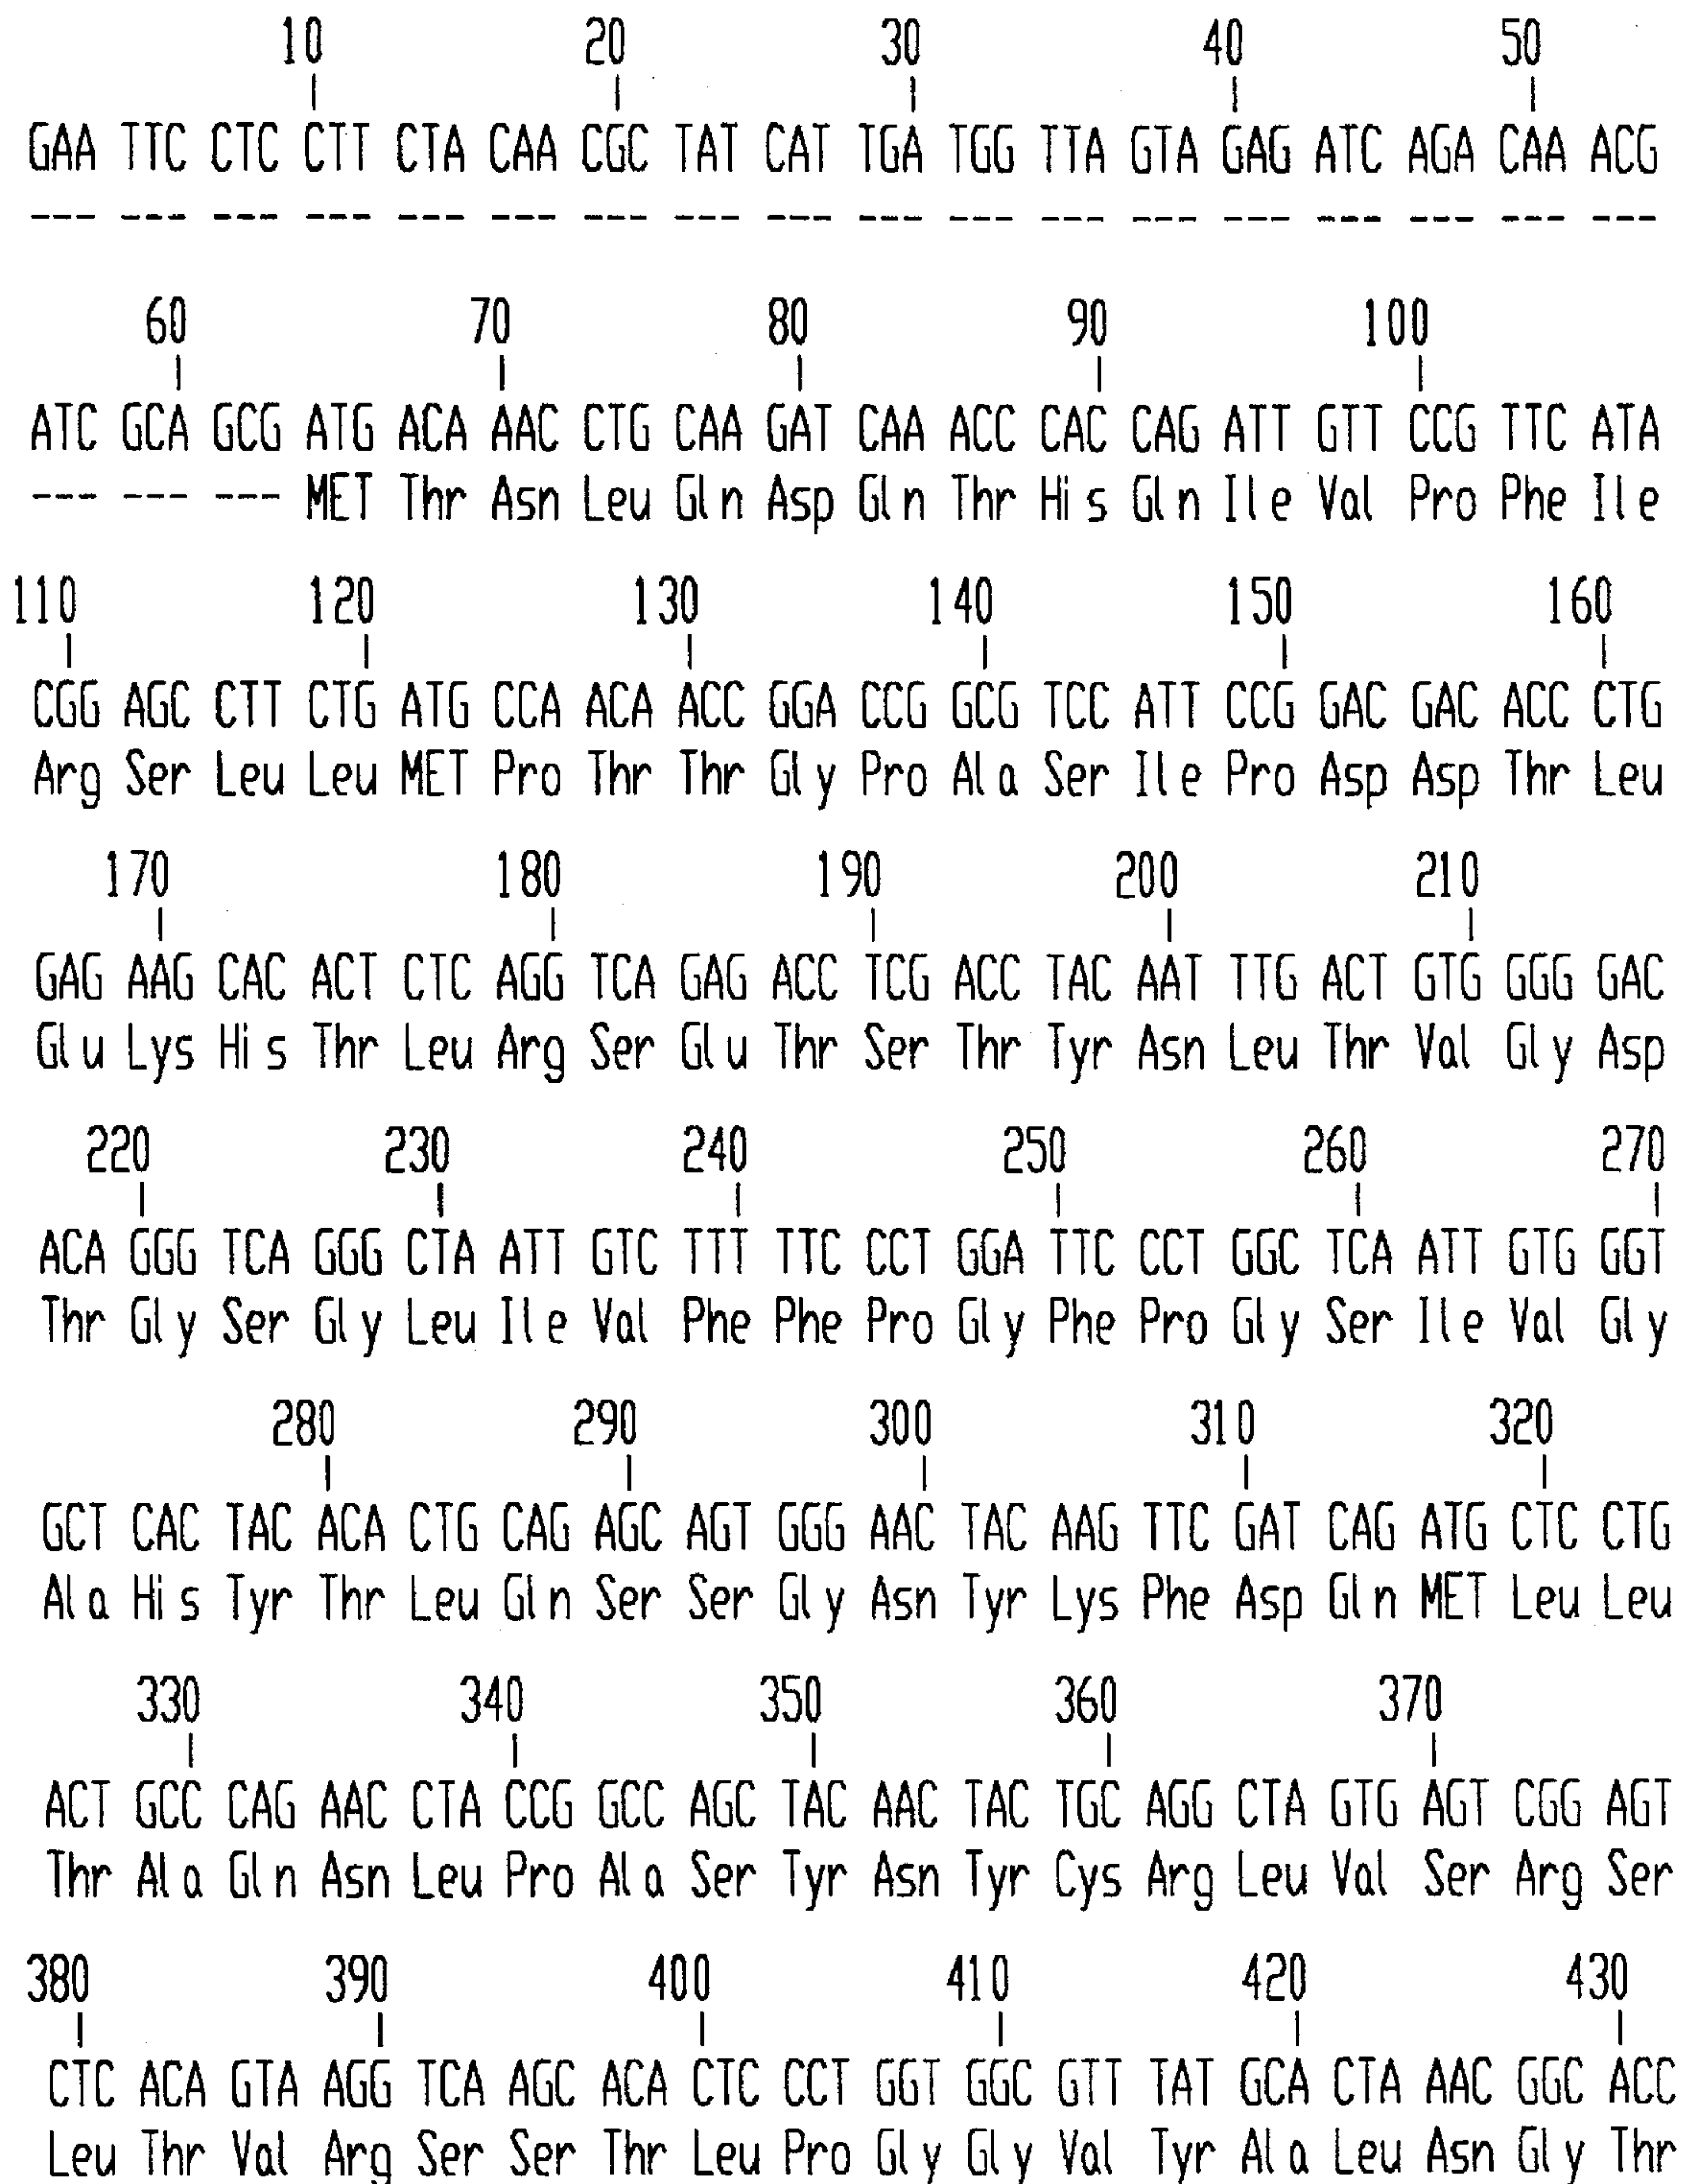 10 20 30 40 50
GAA TTC CTC CTT CTA CAA CGC TAT CAT TGA TGG TTA GTA GAG ATC AGA CAA ACG
--- --- --- --- --- --- --- --- --- --- --- --- --- --- --- --- --- ---
60 70 80 90 100
ATC GCA GCG ATG ACA AAC CTG CAA GAT CAA ACC CAC CAG ATT GTT CCG TTC ATA
--- --- --- MET Thr Asn Leu Gln Asp Gln Thr His Gln Ile Val Pro Phe Ile
110 120 130 140 150 160
CGG AGC CTT CTG ATG CCA ACA ACC GGA CCG GCG TCC ATT CCG GAC GAC ACC CTG
Arg Ser Leu Leu MET Pro Thr Thr Gly Pro Ala Ser Ile Pro Asp Asp Thr Leu
170 180 190 200 210
GAG AAG CAC ACT CTC AGG TCA GAG ACC TCG ACC TAC AAT TTG ACT GTG GGG GAC
Glu Lys His Thr Leu Arg Ser Glu Thr Ser Thr Tyr Asn Leu Thr Val Gly Asp
220 230 240 250 260 270
ACA GGG TCA GGG CTA ATT GTC TTT TTC CCT GGA TTC CCT GGC TCA ATT GTG GGT
Thr Gly Ser Gly Leu Ile Val Phe Phe Pro Gly Phe Pro Gly Ser Ile Val Gly
280 290 300 310 320
GCT CAC TAC ACA CTG CAG AGC AGT GGG AAC TAC AAG TTC GAT CAG ATG CTC CTG
Ala His Tyr Thr Leu Gln Ser Ser Gly Asn Tyr Lys Phe Asp Gln MET Leu Leu
330 340 350 360 370
ACT GCC CAG AAC CTA CCG GCC AGC TAC AAC TAC TGC AGG CTA GTG AGT CGG AGT
Thr Ala Gln Asn Leu Pro Ala Ser Tyr Asn Tyr Cys Arg Leu Val Ser Arg Ser
380 390 400 410 420 430
CTC ACA GTA AGG TCA AGC ACA CTC CCT GGT GGC GTT TAT GCA CTA AAC GGC ACC
Leu Thr Val Arg Ser Ser Thr Leu Pro Gly Gly Val Tyr Ala Leu Asn Gly Thr